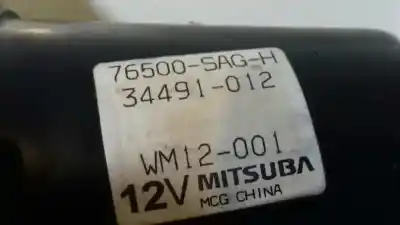 76500-SAG-H
34491-012
WM12-001
12V MITSUBA
MCG CHINA